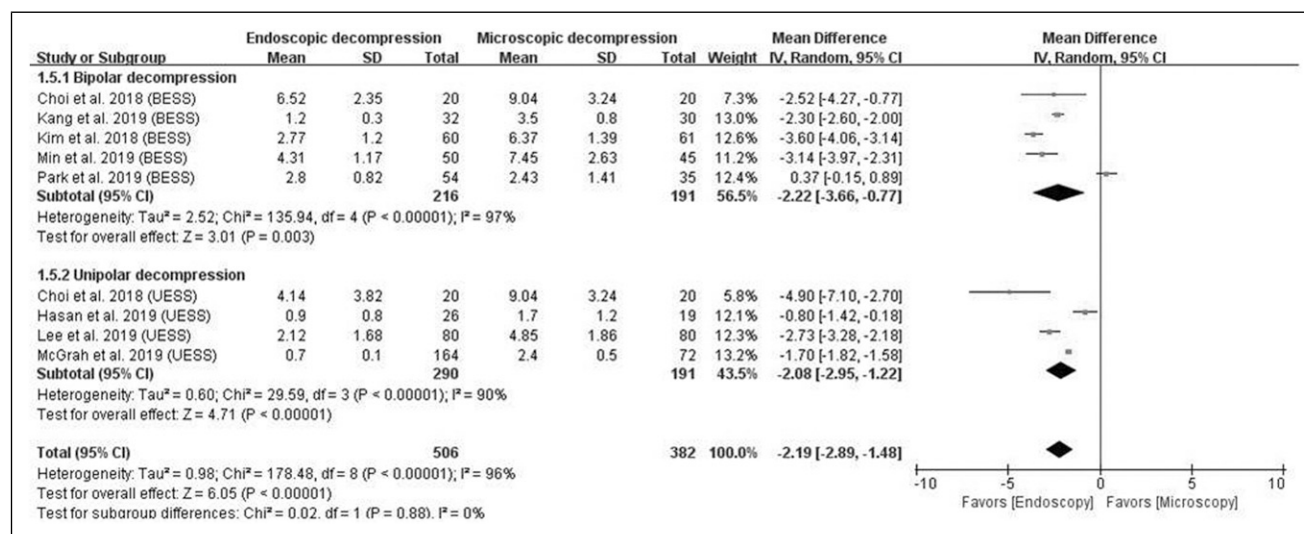 Endoscopic decompression Microscopic decompression Mean Difference Mean Difference
Study or Subgroup Mean SD Total Mean SD Total Weight IV, Random, 95% CI IV, Random, 95% CI
1.5.1 Bipolar decompression
Choi et al. 2018 (BESS) 6.52 2.35 20 9.04 3.24 20 7.3% -2.52 [-4.27, -0.77]
Kang et al. 2019 (BESS) 1.2 0.3 32 3.5 0.8 30 13.0% -2.30 [-2.60, -2.00]
Kim et al. 2018 (BESS) 2.77 1.2 60 6.37 1.39 61 12.6% -3.60 [-4.06, -3.14]
Min et al. 2019 (BESS) 4.31 1.17 50 7.45 2.63 45 11.2% -3.14 [-3.97, -2.31]
Park et al. 2019 (BESS) 2.8 0.82 54 2.43 1.41 35 12.4% 0.37 [-0.15, 0.89]
Subtotal (95% CI) 216 191 56.5% -2.22 [-3.66, -0.77]
Heterogeneity: Tau² = 2.52; Chi² = 135.94, df = 4 (P < 0.00001); I² = 97%
Test for overall effect: Z = 3.01 (P = 0.003)
1.5.2 Unipolar decompression
Choi et al. 2018 (UESS) 4.14 3.82 20 9.04 3.24 20 5.8% -4.90 [-7.10, -2.70]
Hasan et al. 2019 (UESS) 0.9 0.8 26 1.7 1.2 19 12.1% -0.80 [-1.42, -0.18]
Lee et al. 2019 (UESS) 2.12 1.68 80 4.85 1.86 80 12.3% -2.73 [-3.28, -2.18]
McGrah et al. 2019 (UESS) 0.7 0.1 164 2.4 0.5 72 13.2% -1.70 [-1.82, -1.58]
Subtotal (95% CI) 290 191 43.5% -2.08 [-2.95, -1.22]
Heterogeneity: Tau² = 0.60; Chi² = 29.59, df = 3 (P < 0.00001); I² = 90%
Test for overall effect: Z = 4.71 (P < 0.00001)
Total (95% CI) 506 382 100.0% -2.19 [-2.89, -1.48]
Heterogeneity: Tau² = 0.98; Chi² = 178.48, df = 8 (P < 0.00001); I² = 96%
Test for overall effect: Z = 6.05 (P < 0.00001)
Test for subgroup differences: Chi² = 0.02, df = 1 (P = 0.88), I² = 0%
-10 -5 0 5 10
Favors [Endoscopy] Favors [Microscopy]